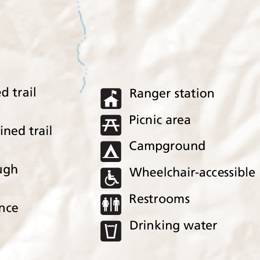 ed trail
ined trail
ugh
nce
Ranger station
Picnic area
Campground
Wheelchair-accessible
Restrooms
Drinking water